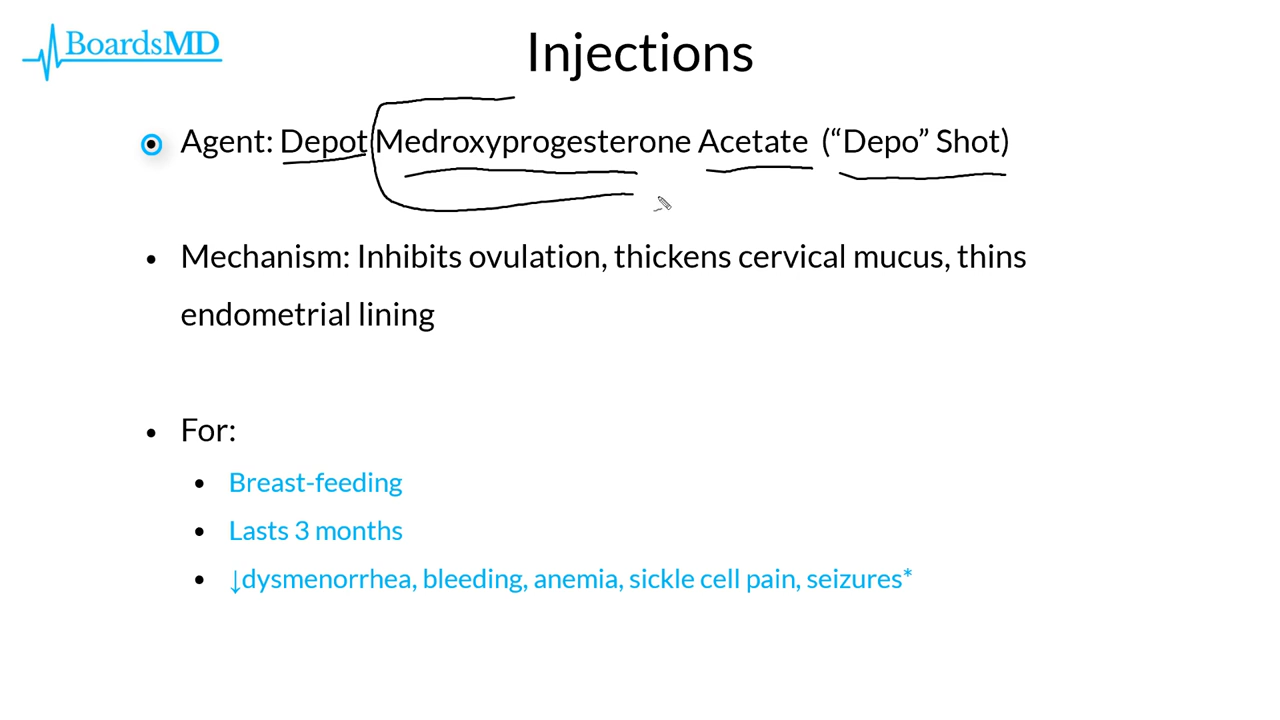 BoardsMD
Injections
Agent: Depot Medroxyprogesterone Acetate (“Depo” Shot)
Mechanism: Inhibits ovulation, thickens cervical mucus, thins
endometrial lining
For:
Breast-feeding
Lasts 3 months
↓dysmenorrhea, bleeding, anemia, sickle cell pain, seizures*